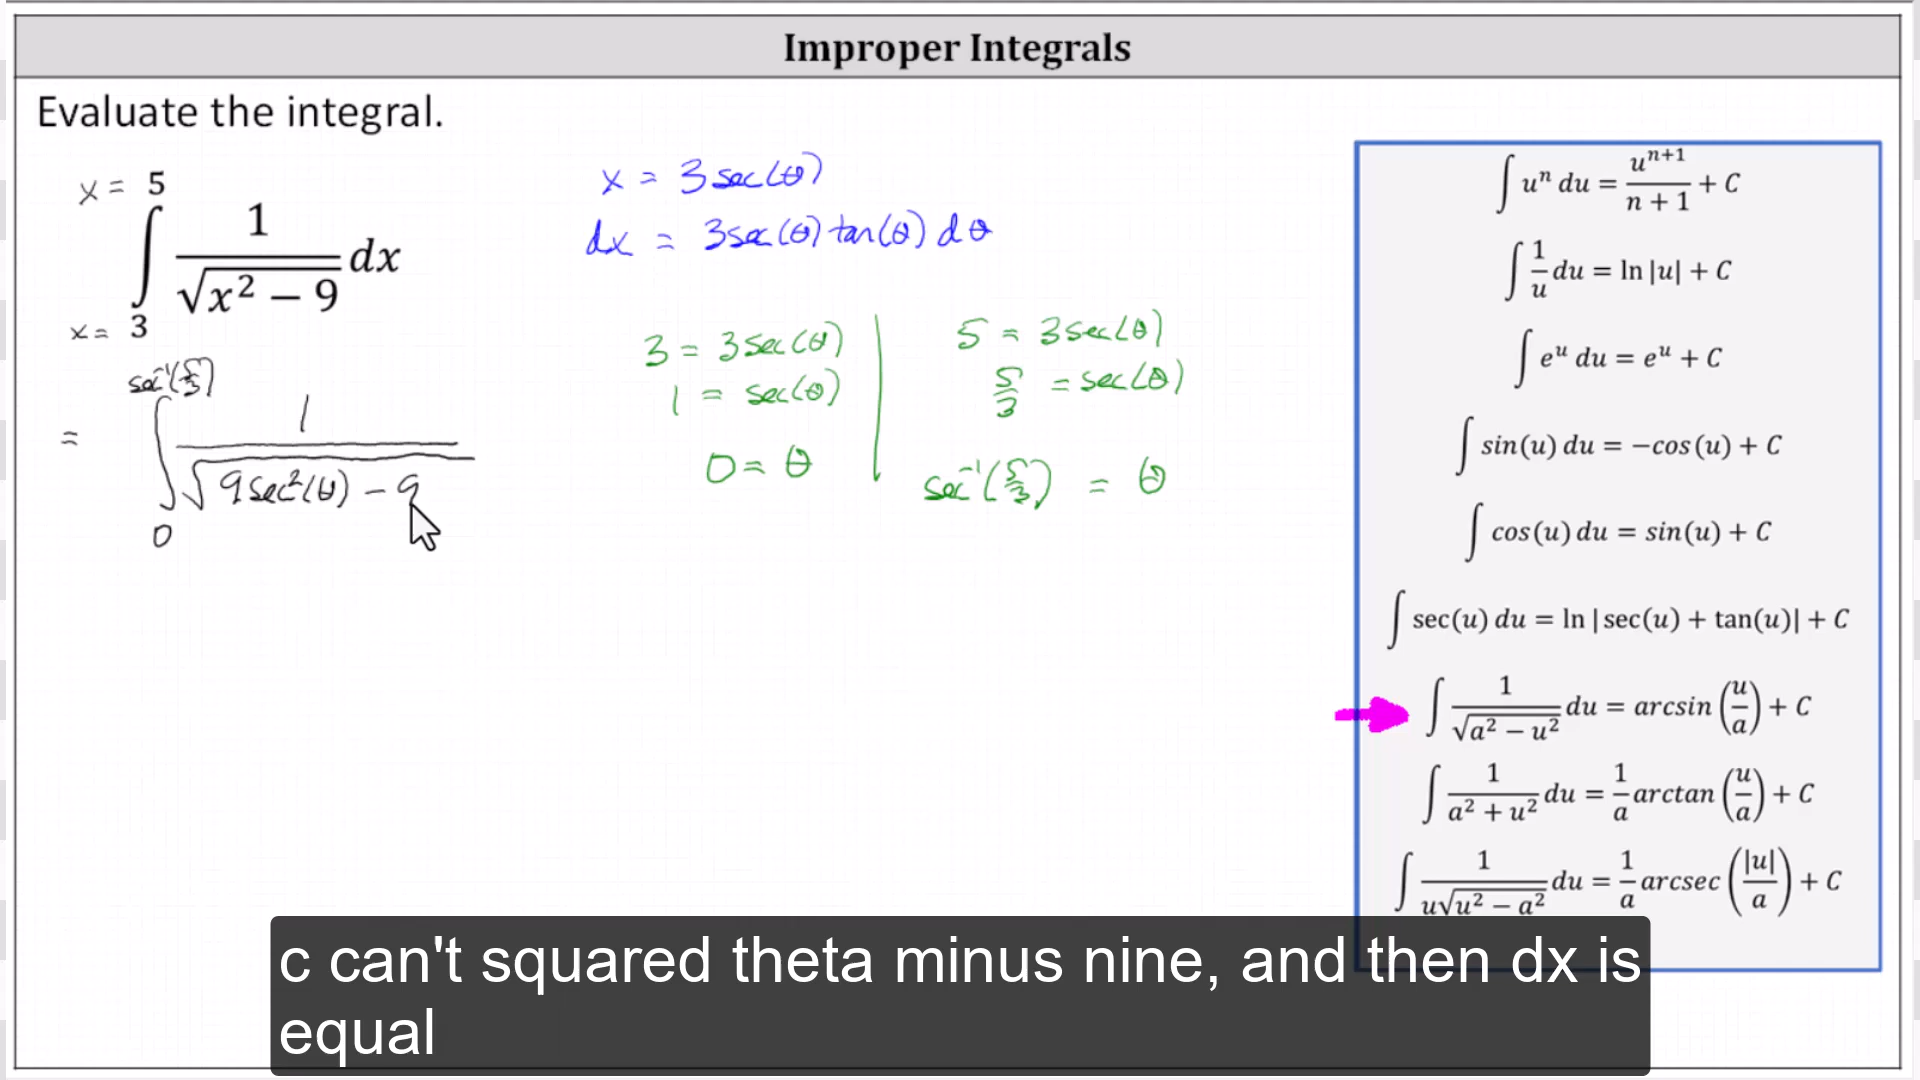 Improper Integrals
Evaluate the integral.
x = 5
∫ 1/√(x² − 9) dx
x = 3
x = 3sec(θ)
dx = 3sec(θ)tan(θ)dθ
3 = 3sec(θ)
1 = sec(θ)
0 = θ
5 = 3sec(θ)
5/3 = sec(θ)
sec⁻¹(5/3) = θ
sec⁻¹(5/3)
= ∫ 1/√(9sec²(θ) − 9)
0
∫ uⁿ du = uⁿ⁺¹/(n + 1) + C
∫ 1/u du = ln|u| + C
∫ eᵘ du = eᵘ + C
∫ sin(u) du = −cos(u) + C
∫ cos(u) du = sin(u) + C
∫ sec(u) du = ln|sec(u) + tan(u)| + C
∫ 1/√(a² − u²) du = arcsin(u/a) + C
∫ 1/(a² + u²) du = 1/a arctan(u/a) + C
∫ 1/(u√(u² − a²)) du = 1/a arcsec(|u|/a) + C
c can't squared theta minus nine, and then dx is
equal